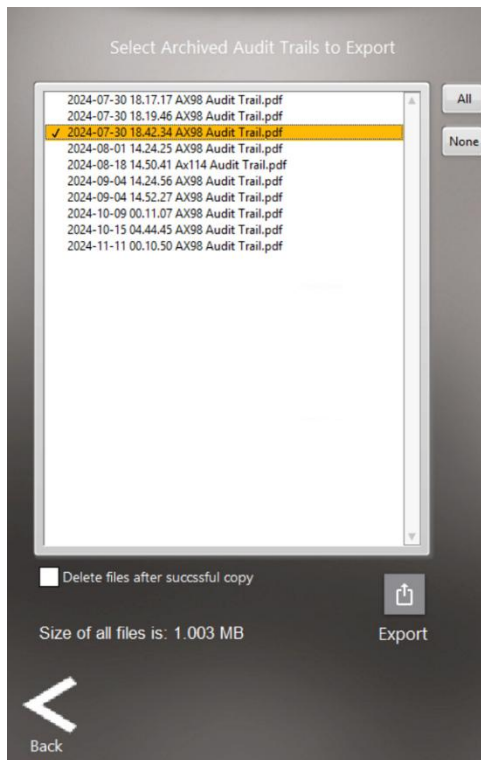 Select Archived Audit Trails to Export
2024-07-30 18.17.17 AX98 Audit Trail.pdf
2024-07-30 18.19.46 AX98 Audit Trail.pdf
✓ 2024-07-30 18.42.34 AX98 Audit Trail.pdf
2024-08-01 14.24.25 AX98 Audit Trail.pdf
2024-08-18 14.50.41 Ax114 Audit Trail.pdf
2024-09-04 14.24.56 AX98 Audit Trail.pdf
2024-09-04 14.52.27 AX98 Audit Trail.pdf
2024-10-09 00.11.07 AX98 Audit Trail.pdf
2024-10-15 04.44.45 AX98 Audit Trail.pdf
2024-11-11 00.10.50 AX98 Audit Trail.pdf
All
None
Delete files after succssful copy
Size of all files is: 1.003 MB
Export
Back